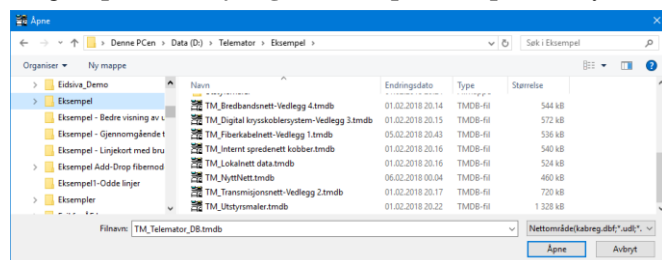 Åpne
Denne PCen > Data (D:) > Telemator > Eksempel >
Søk i Eksempel
Organiser Ny mappe
Eidsiva_Demo
Eksempel
Eksempel - Bedre visning av u
Eksempel - Gjennomgående t
Eksempel - Linjekort med bru
Eksempel Add-Drop fibernod
Eksempel1-Odde linjer
Eksempler
Navn Endringsdato Type Størrelse
TM_Bredbandsnett-Vedlegg 4.tmdb 01.02.2018 20.14 TMDB-fil 544 kB
TM_Digital krysskoblersystem-Vedlegg 3.tmdb 01.02.2018 20.15 TMDB-fil 572 kB
TM_Fiberkabelnett-Vedlegg 1.tmdb 05.02.2018 20.43 TMDB-fil 536 kB
TM_Internt spredenett kobber.tmdb 01.02.2018 20.16 TMDB-fil 540 kB
TM_Lokalnett data.tmdb 01.02.2018 20.16 TMDB-fil 524 kB
TM_NyttNett.tmdb 06.02.2018 00.04 TMDB-fil 460 kB
TM_Transmisjonsnett-Vedlegg 2.tmdb 01.02.2018 20.17 TMDB-fil 720 kB
TM_Utstyrsmaler.tmdb 01.02.2018 20.22 TMDB-fil 1 328 kB
Filnavn: TM_Telemator_DB.tmdb
Nettområde(kabreg.dbf;*.udl;*.
Åpne Avbryt